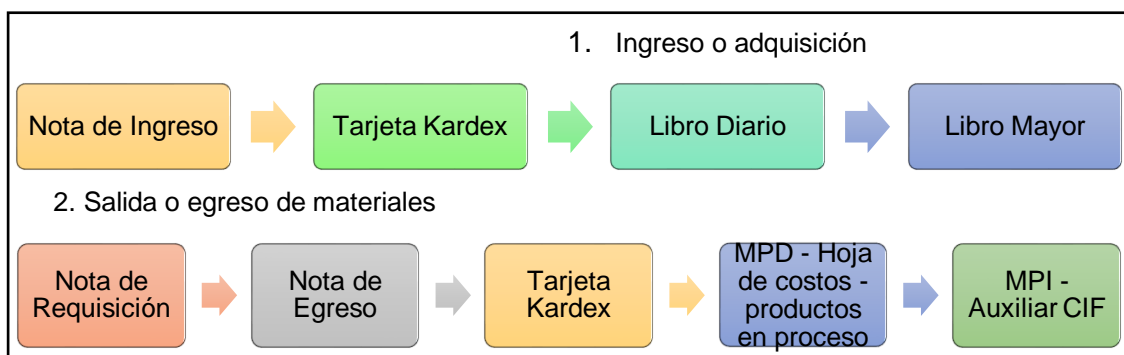 1. Ingreso o adquisición
Nota de Ingreso
Tarjeta Kardex
Libro Diario
Libro Mayor
2. Salida o egreso de materiales
Nota de
Requisición
Nota de
Egreso
Tarjeta
Kardex
MPD - Hoja
de costos -
productos
en proceso
MPI -
Auxiliar CIF